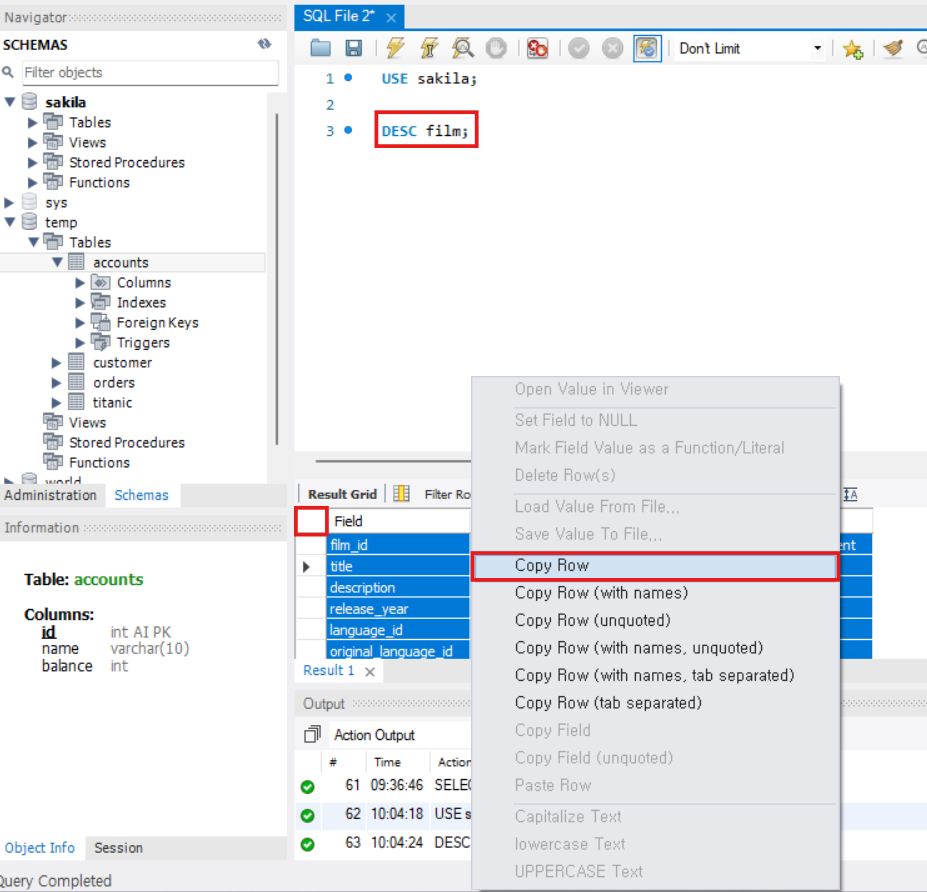 Navigator
SCHEMAS
Filter objects
sakila
Tables
Views
Stored Procedures
Functions
sys
temp
Tables
accounts
Columns
Indexes
Foreign Keys
Triggers
customer
orders
titanic
Views
Stored Procedures
Functions
world
Administration Schemas
Information
Table: accounts
Columns:
id int AI PK
name varchar(10)
balance int
Object Info Session
Query Completed
SQL File 2*
Don't Limit
1 USE sakila;
2
3 DESC film;
Result Grid Filter Ro
Field
film_id
title
description
release_year
language_id
original_language_id
Result 1
Output
Action Output
# Time Action
61 09:36:46 SELEC
62 10:04:18 USE s
63 10:04:24 DESC
Open Value in Viewer
Set Field to NULL
Mark Field Value as a Function/Literal
Delete Row(s)
Load Value From File,,,
Save Value To File,,,
Copy Row
Copy Row (with names)
Copy Row (unquoted)
Copy Row (with names, unquoted)
Copy Row (with names, tab separated)
Copy Row (tab separated)
Copy Field
Copy Field (unquoted)
Paste Row
Capitalize Text
lowercase Text
UPPERCASE Text